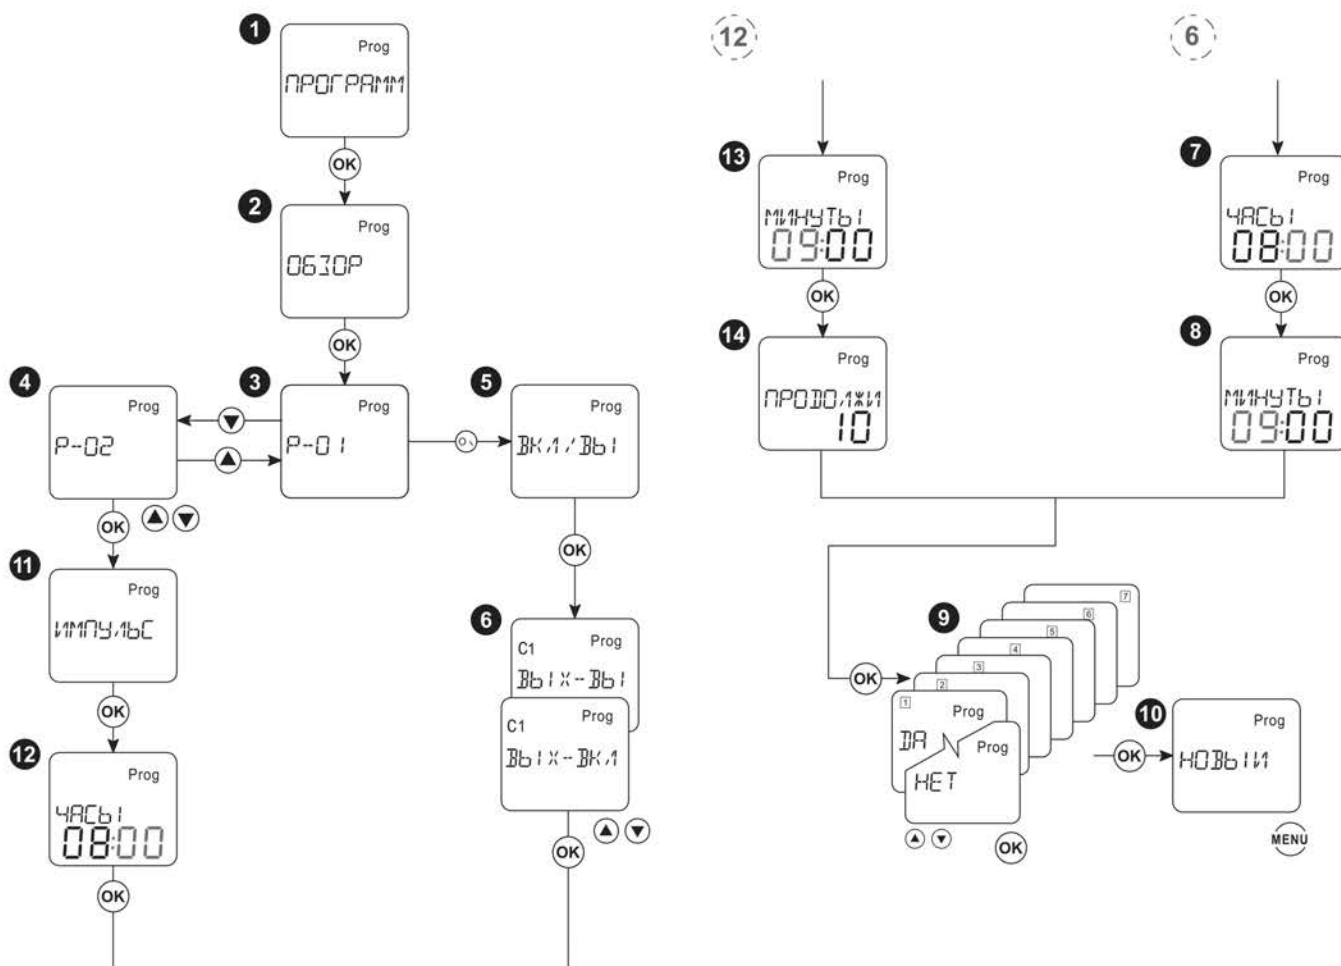 1
Prog
ПРОГРАММ
OK
2
Prog
ОБЗОР
OK
4
Prog
P-02
3
Prog
P-01
5
Prog
ВКЛ/ВЫ
OK
OK
11
Prog
ИМПУЛЬС
OK
6
C1
Prog
ВЫХ-ВЫ
C1
Prog
ВЫХ-ВКЛ
OK
12
Prog
ЧАСЫ
08:00
OK
12
13
Prog
МИНУТЫ
09:00
OK
14
Prog
ПРОДОЛЖИ
10
6
7
Prog
ЧАСЫ
08:00
OK
8
Prog
МИНУТЫ
09:00
OK
9
7
6
5
4
3
2
1
Prog
ДА
Prog
НЕТ
OK
OK
10
Prog
НОВЫЙ
MENU